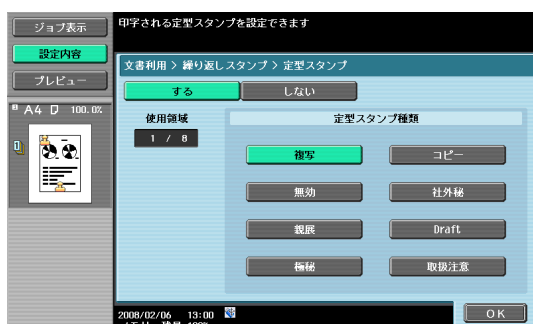 ジョブ表示
設定内容
プレビュー
A4 100.0%
印字される定型スタンプを設定できます
文書利用 > 繰り返しスタンプ > 定型スタンプ
する
しない
使用領域
1 / 8
定型スタンプ種類
複写
コピー
無効
社外秘
親展
Draft
極秘
取扱注意
2008/02/06 13:00
OK